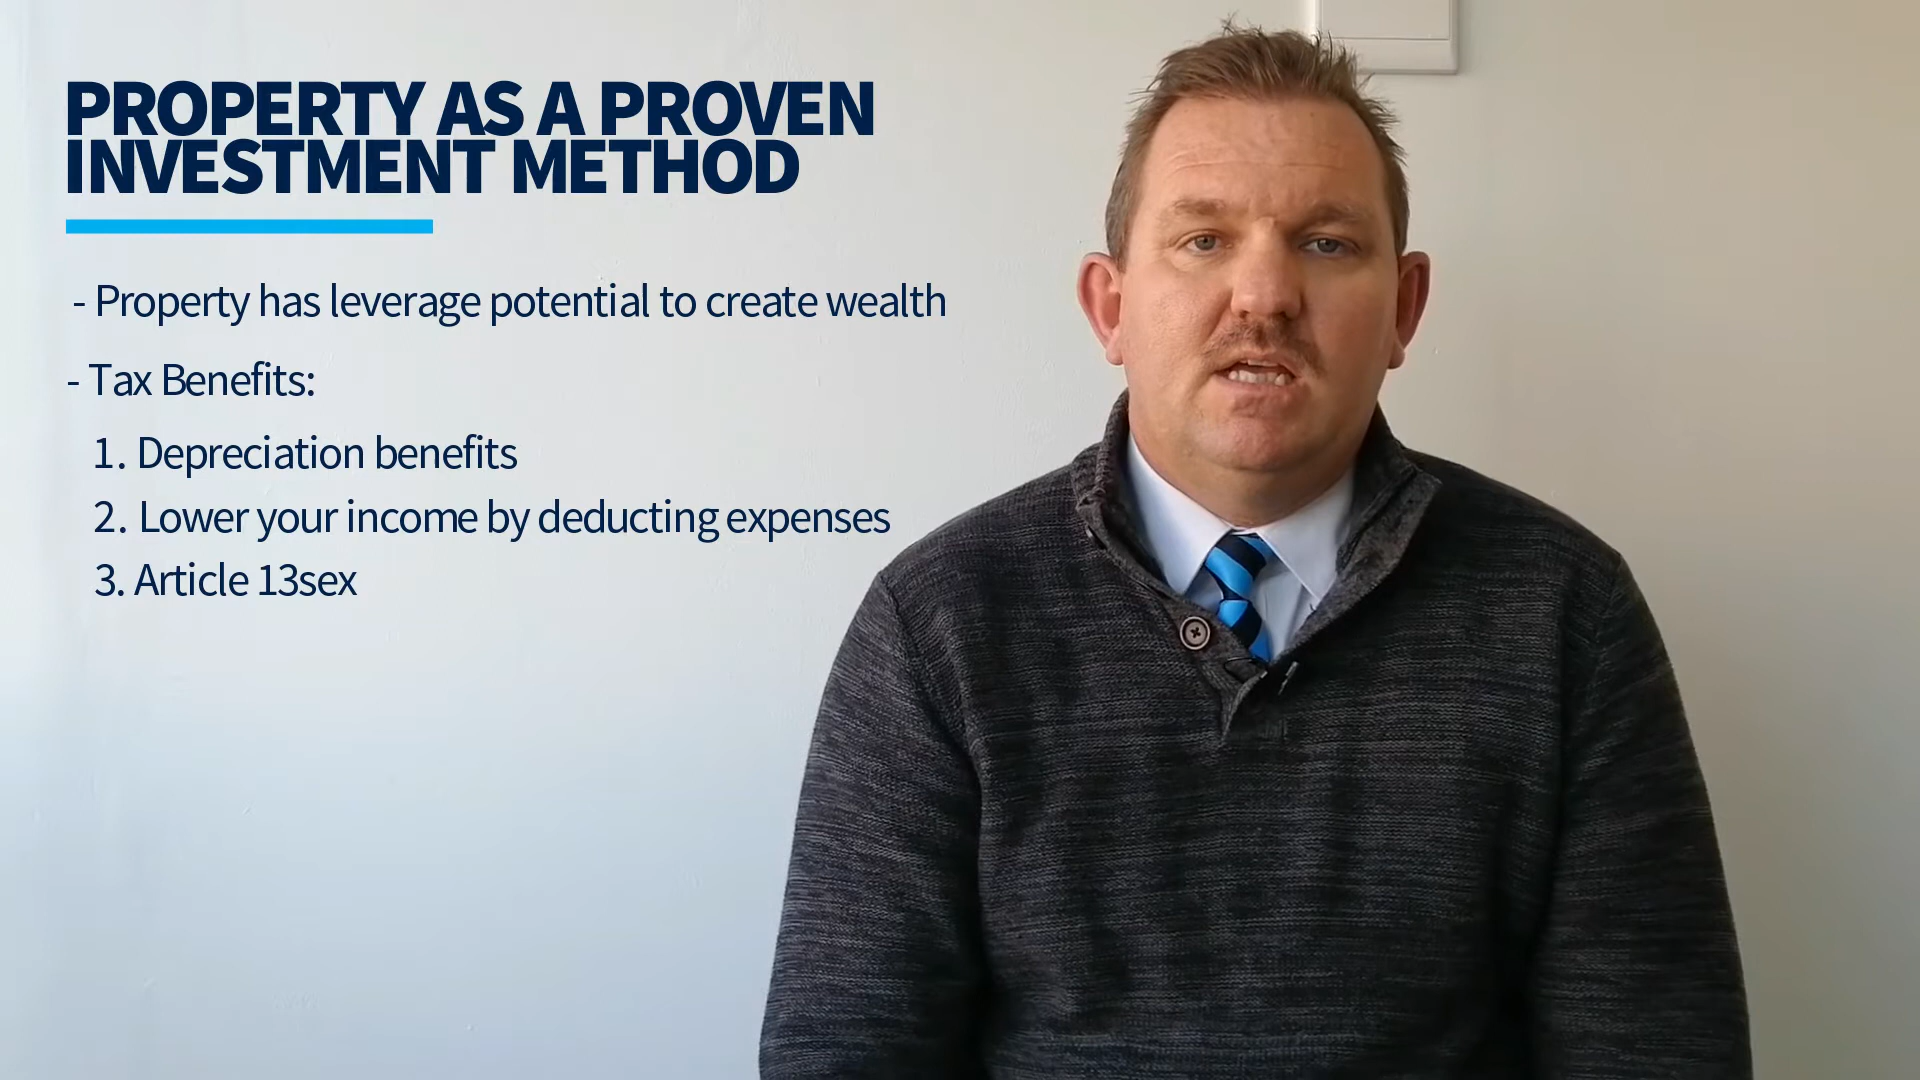 PROPERTY AS A PROVEN
INVESTMENT METHOD
- Property has leverage potential to create wealth
- Tax Benefits:
1. Depreciation benefits
2. Lower your income by deducting expenses
3. Article 13sex